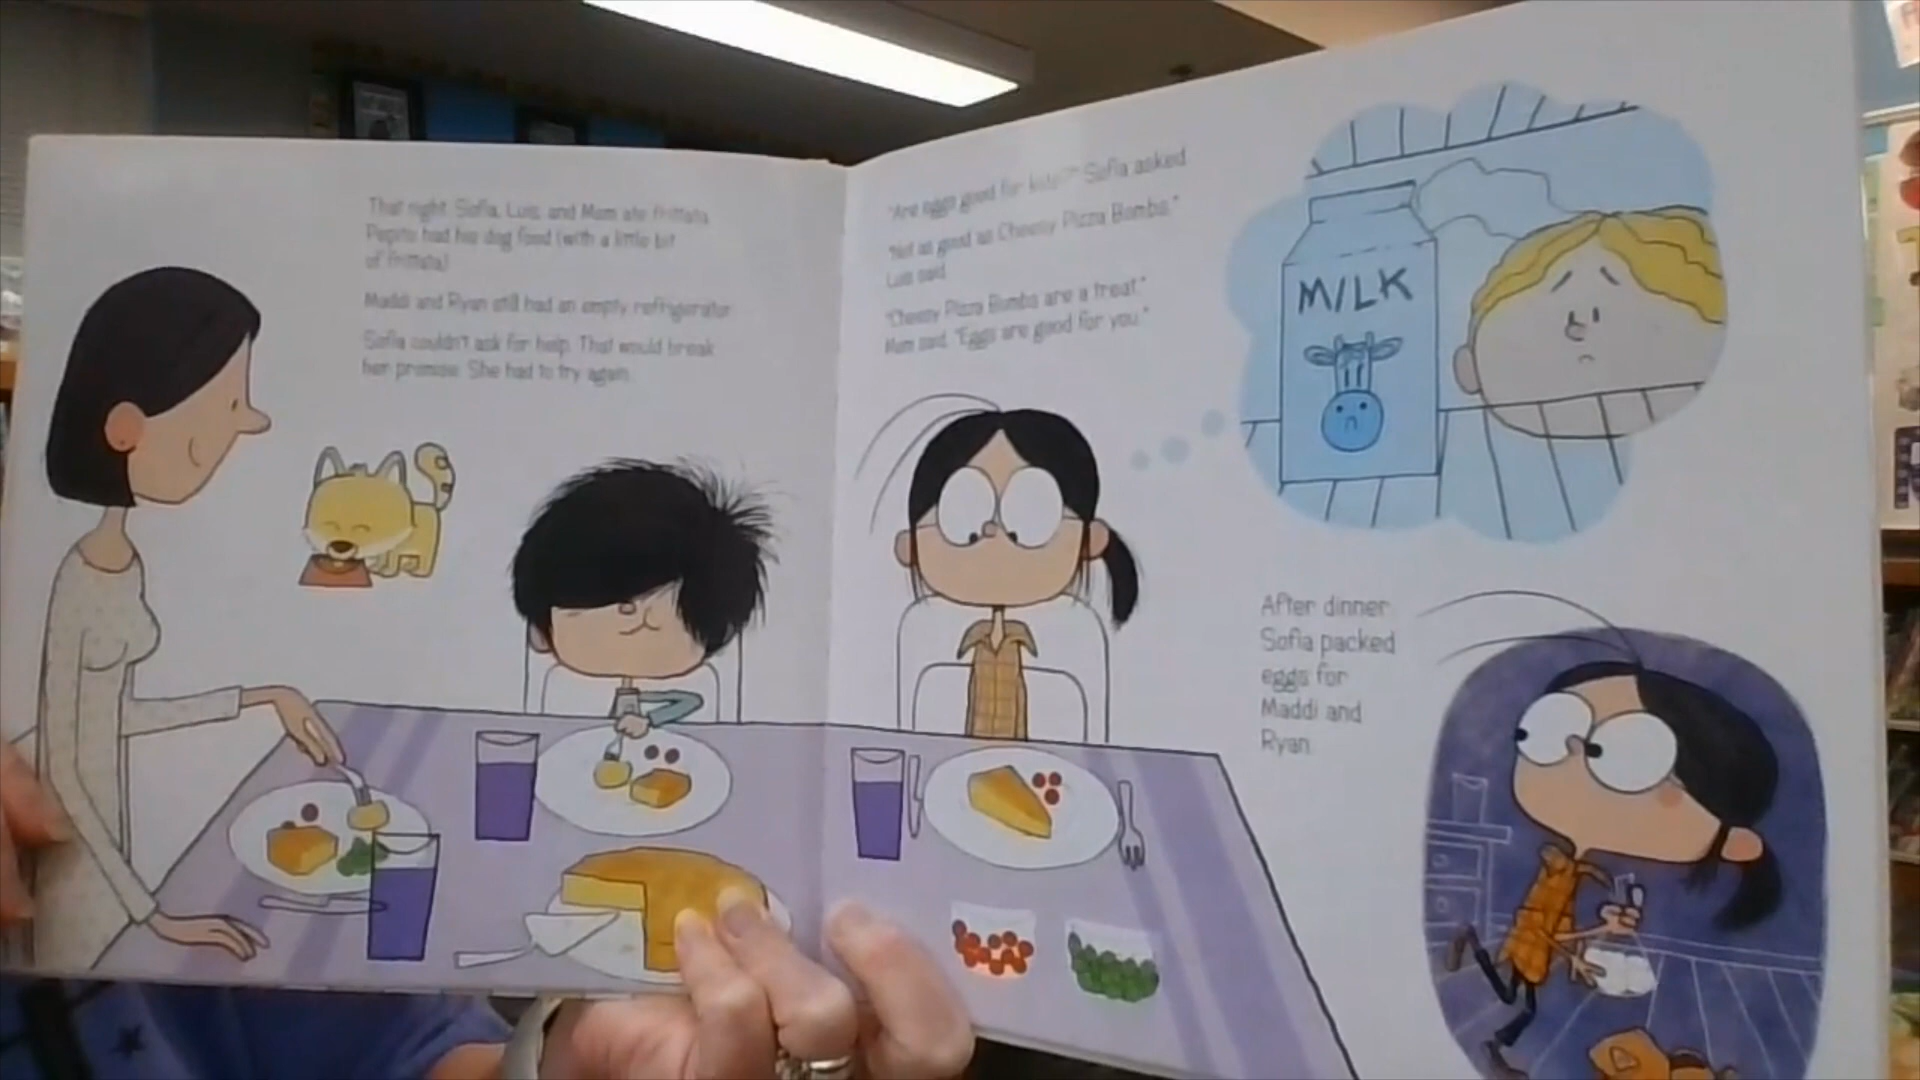 That night, Sofia, Luis, and Mom ate frittata.
Pepito had his dog food (with a little bit
of frittata).
Maddi and Ryan still had an empty refrigerator.
Sofia couldn't ask for help. That would break
her promise. She had to try again.
"Are eggs good for kids?" Sofia asked.
"Not as good as Cheesy Pizza Bombs,"
Luis said.
"Cheesy Pizza Bombs are a treat,"
Mom said. "Eggs are good for you."
MILK
After dinner
Sofia packed
eggs for
Maddi and
Ryan.